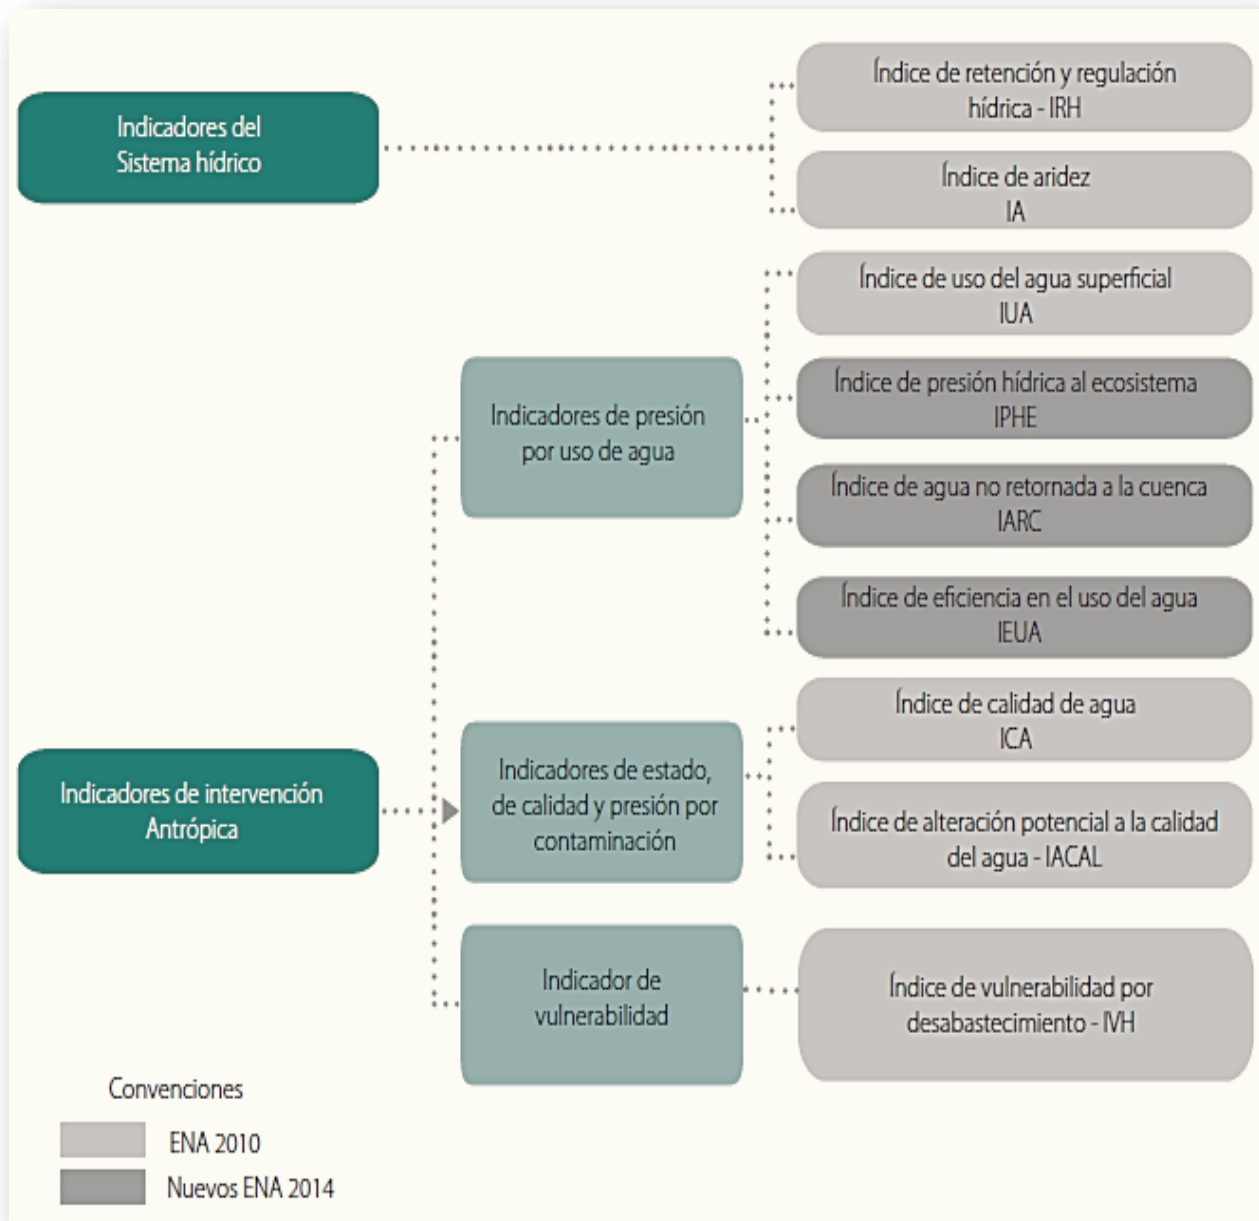 Indicadores del
Sistema hídrico
Índice de retención y regulación
hídrica - IRH
Índice de aridez
IA
Indicadores de intervención
Antrópica
Indicadores de presión
por uso de agua
Índice de uso del agua superficial
IUA
Índice de presión hídrica al ecosistema
IPHE
Índice de agua no retornada a la cuenca
IARC
Índice de eficiencia en el uso del agua
IEUA
Indicadores de estado,
de calidad y presión por
contaminación
Índice de calidad de agua
ICA
Índice de alteración potencial a la calidad
del agua - IACAL
Indicador de
vulnerabilidad
Índice de vulnerabilidad por
desabastecimiento - IVH
Convenciones
ENA 2010
Nuevos ENA 2014